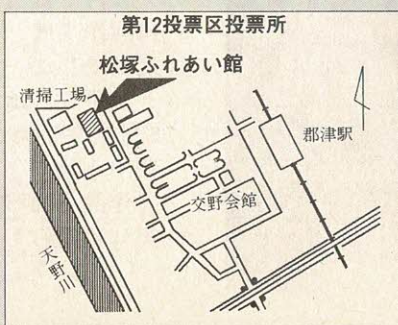 第12投票区投票所
松塚ふれあい館
清掃工場
郡津駅
交野会館
天野川